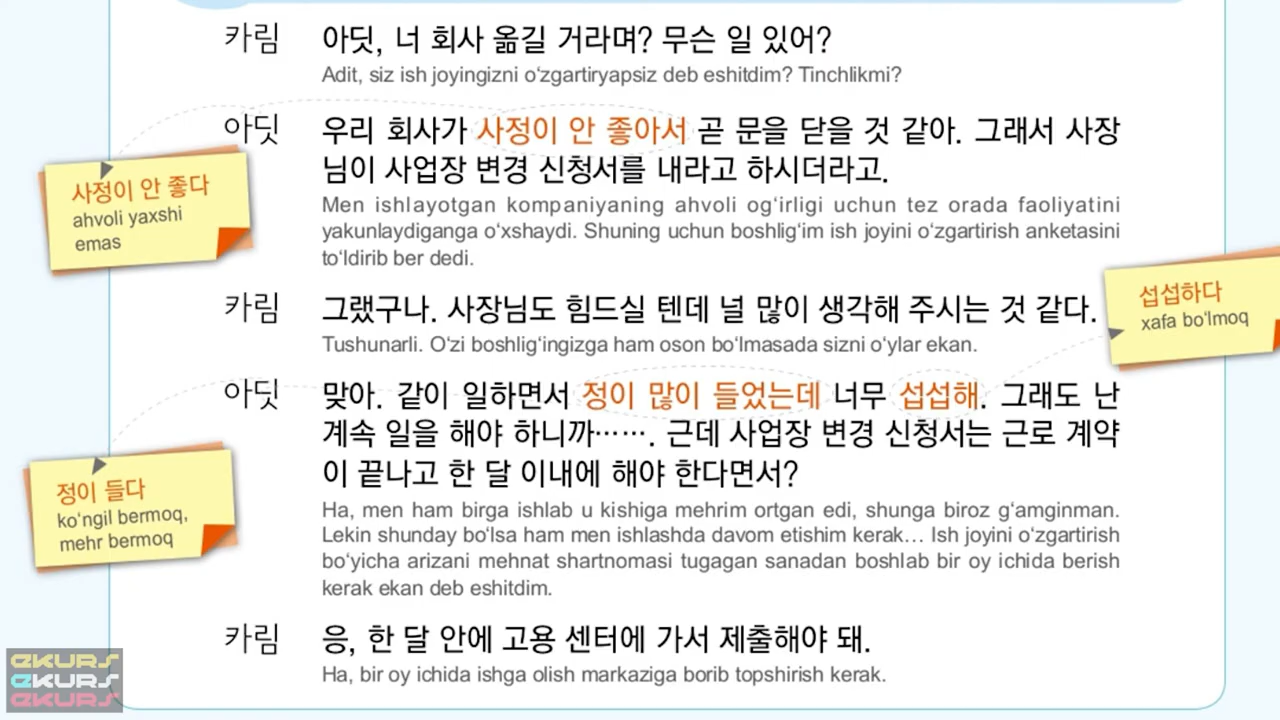 카림 아딧, 너 회사 옮길 거라며? 무슨 일 있어?
Adit, siz ish joyingizni o‘zgartiryapsiz deb eshitdim? Tinchlikmi?
아딧 우리 회사가 사정이 안 좋아서 곧 문을 닫을 것 같아. 그래서 사장
님이 사업장 변경 신청서를 내라고 하시더라고.
Men ishlayotgan kompaniyaning ahvoli og‘irligi uchun tez orada faoliyatini
yakunlaydiganga o‘xshaydi. Shuning uchun boshlig‘im ish joyini o‘zgartirish anketasini
to‘ldirib ber dedi.
사정이 안 좋다
ahvoli yaxshi
emas
카림 그랬구나. 사장님도 힘드실 텐데 널 많이 생각해 주시는 것 같다.
Tushunarli. O‘zi boshlig‘ingizga ham oson bo‘lmasada sizni o‘ylar ekan.
섭섭하다
xafa bo‘lmoq
아딧 맞아. 같이 일하면서 정이 많이 들었는데 너무 섭섭해. 그래도 난
계속 일을 해야 하니까……. 근데 사업장 변경 신청서는 근로 계약
이 끝나고 한 달 이내에 해야 한다면서?
Ha, men ham birga ishlab u kishiga mehrim ortgan edi, shunga biroz g‘amginman.
Lekin shunday bo‘lsa ham men ishlashda davom etishim kerak… Ish joyini o‘zgartirish
bo‘yicha arizani mehnat shartnomasi tugagan sanadan boshlab bir oy ichida berish
kerak ekan deb eshitdim.
정이 들다
ko‘ngil bermoq,
mehr bermoq
카림 응, 한 달 안에 고용 센터에 가서 제출해야 돼.
Ha, bir oy ichida ishga olish markaziga borib topshirish kerak.
EKURS
EKURS
EKURS